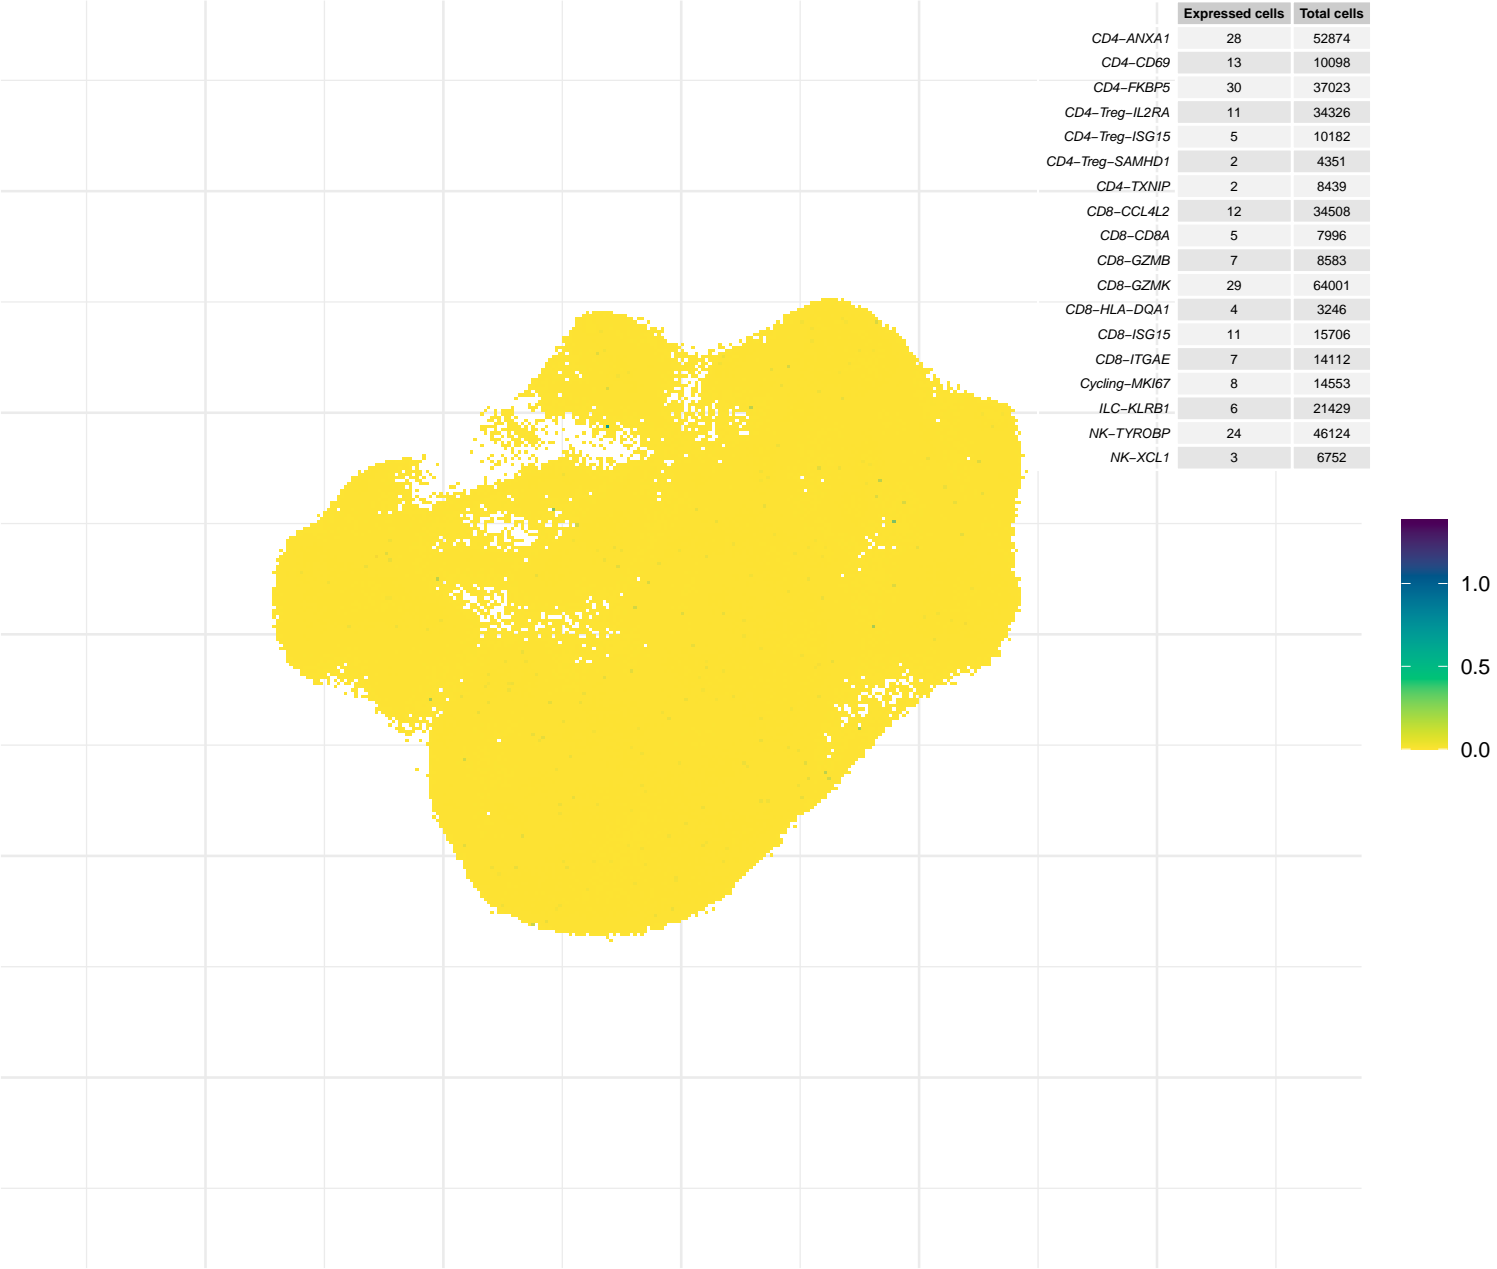 Expressed cells Total cells
CD4−ANXA1 28 52874
CD4−CD69 13 10098
CD4−FKBP5 30 37023
CD4−Treg−IL2RA 11 34326
CD4−Treg−ISG15 5 10182
CD4−Treg−SAMHD1 2 4351
CD4−TXNIP 2 8439
CD8−CCL4L2 12 34508
CD8−CD8A 5 7996
CD8−GZMB 7 8583
CD8−GZMK 29 64001
CD8−HLA−DQA1 4 3246
CD8−ISG15 11 15706
CD8−ITGAE 7 14112
Cycling−MKI67 8 14553
ILC−KLRB1 6 21429
NK−TYROBP 24 46124
NK−XCL1 3 6752
1.0
0.5
0.0